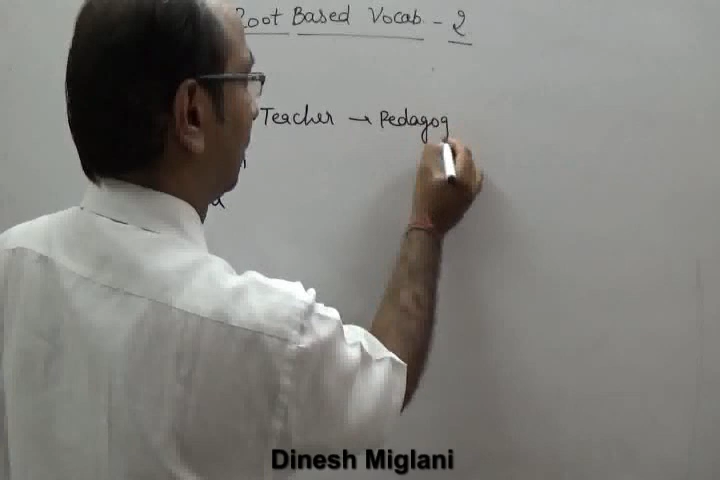 Root Based Vocab. - 2
Teacher → Pedagog
Dinesh Miglani